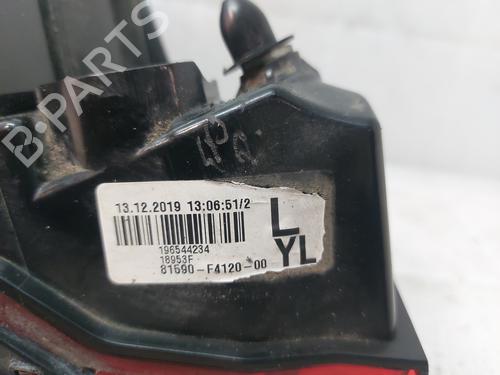 B-PARTS
13.12.2019 13:06:51/2
L
YL
196544234
18953F
81590-F4120-00